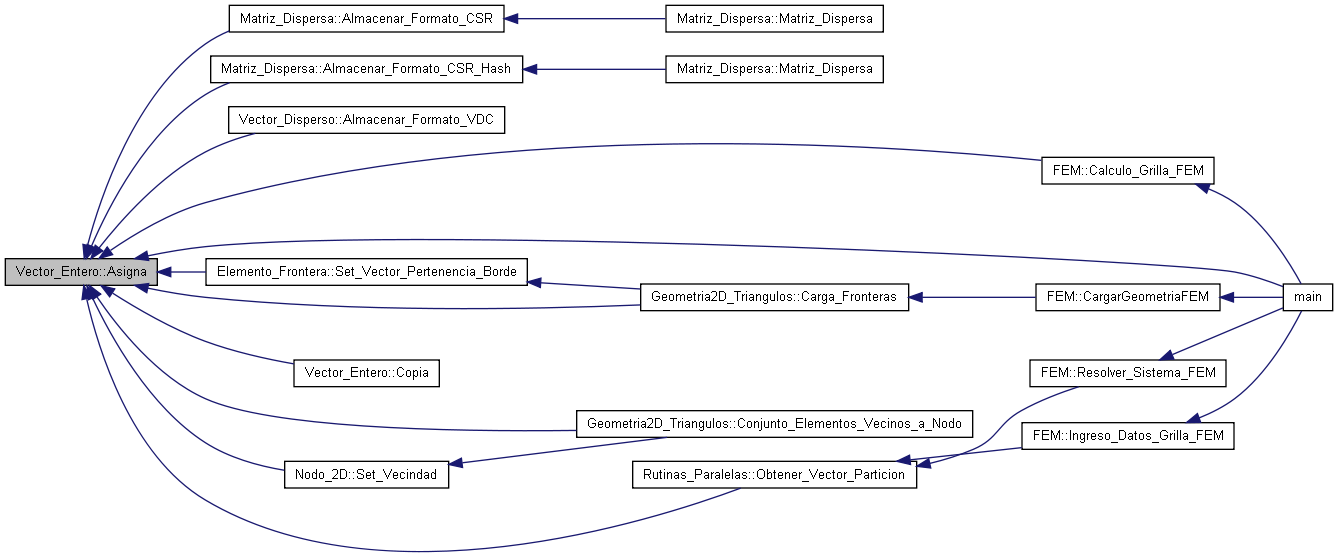 Matriz_Dispersa::Almacenar_Formato_CSR
Matriz_Dispersa::Matriz_Dispersa
Matriz_Dispersa::Almacenar_Formato_CSR_Hash
Matriz_Dispersa::Matriz_Dispersa
Vector_Disperso::Almacenar_Formato_VDC
FEM::Calculo_Grilla_FEM
Vector_Entero::Asigna
Elemento_Frontera::Set_Vector_Pertenencia_Borde
Geometria2D_Triangulos::Carga_Fronteras
FEM::CargarGeometriaFEM
main
Vector_Entero::Copia
FEM::Resolver_Sistema_FEM
Geometria2D_Triangulos::Conjunto_Elementos_Vecinos_a_Nodo
FEM::Ingreso_Datos_Grilla_FEM
Nodo_2D::Set_Vecindad
Rutinas_Paralelas::Obtener_Vector_Particion